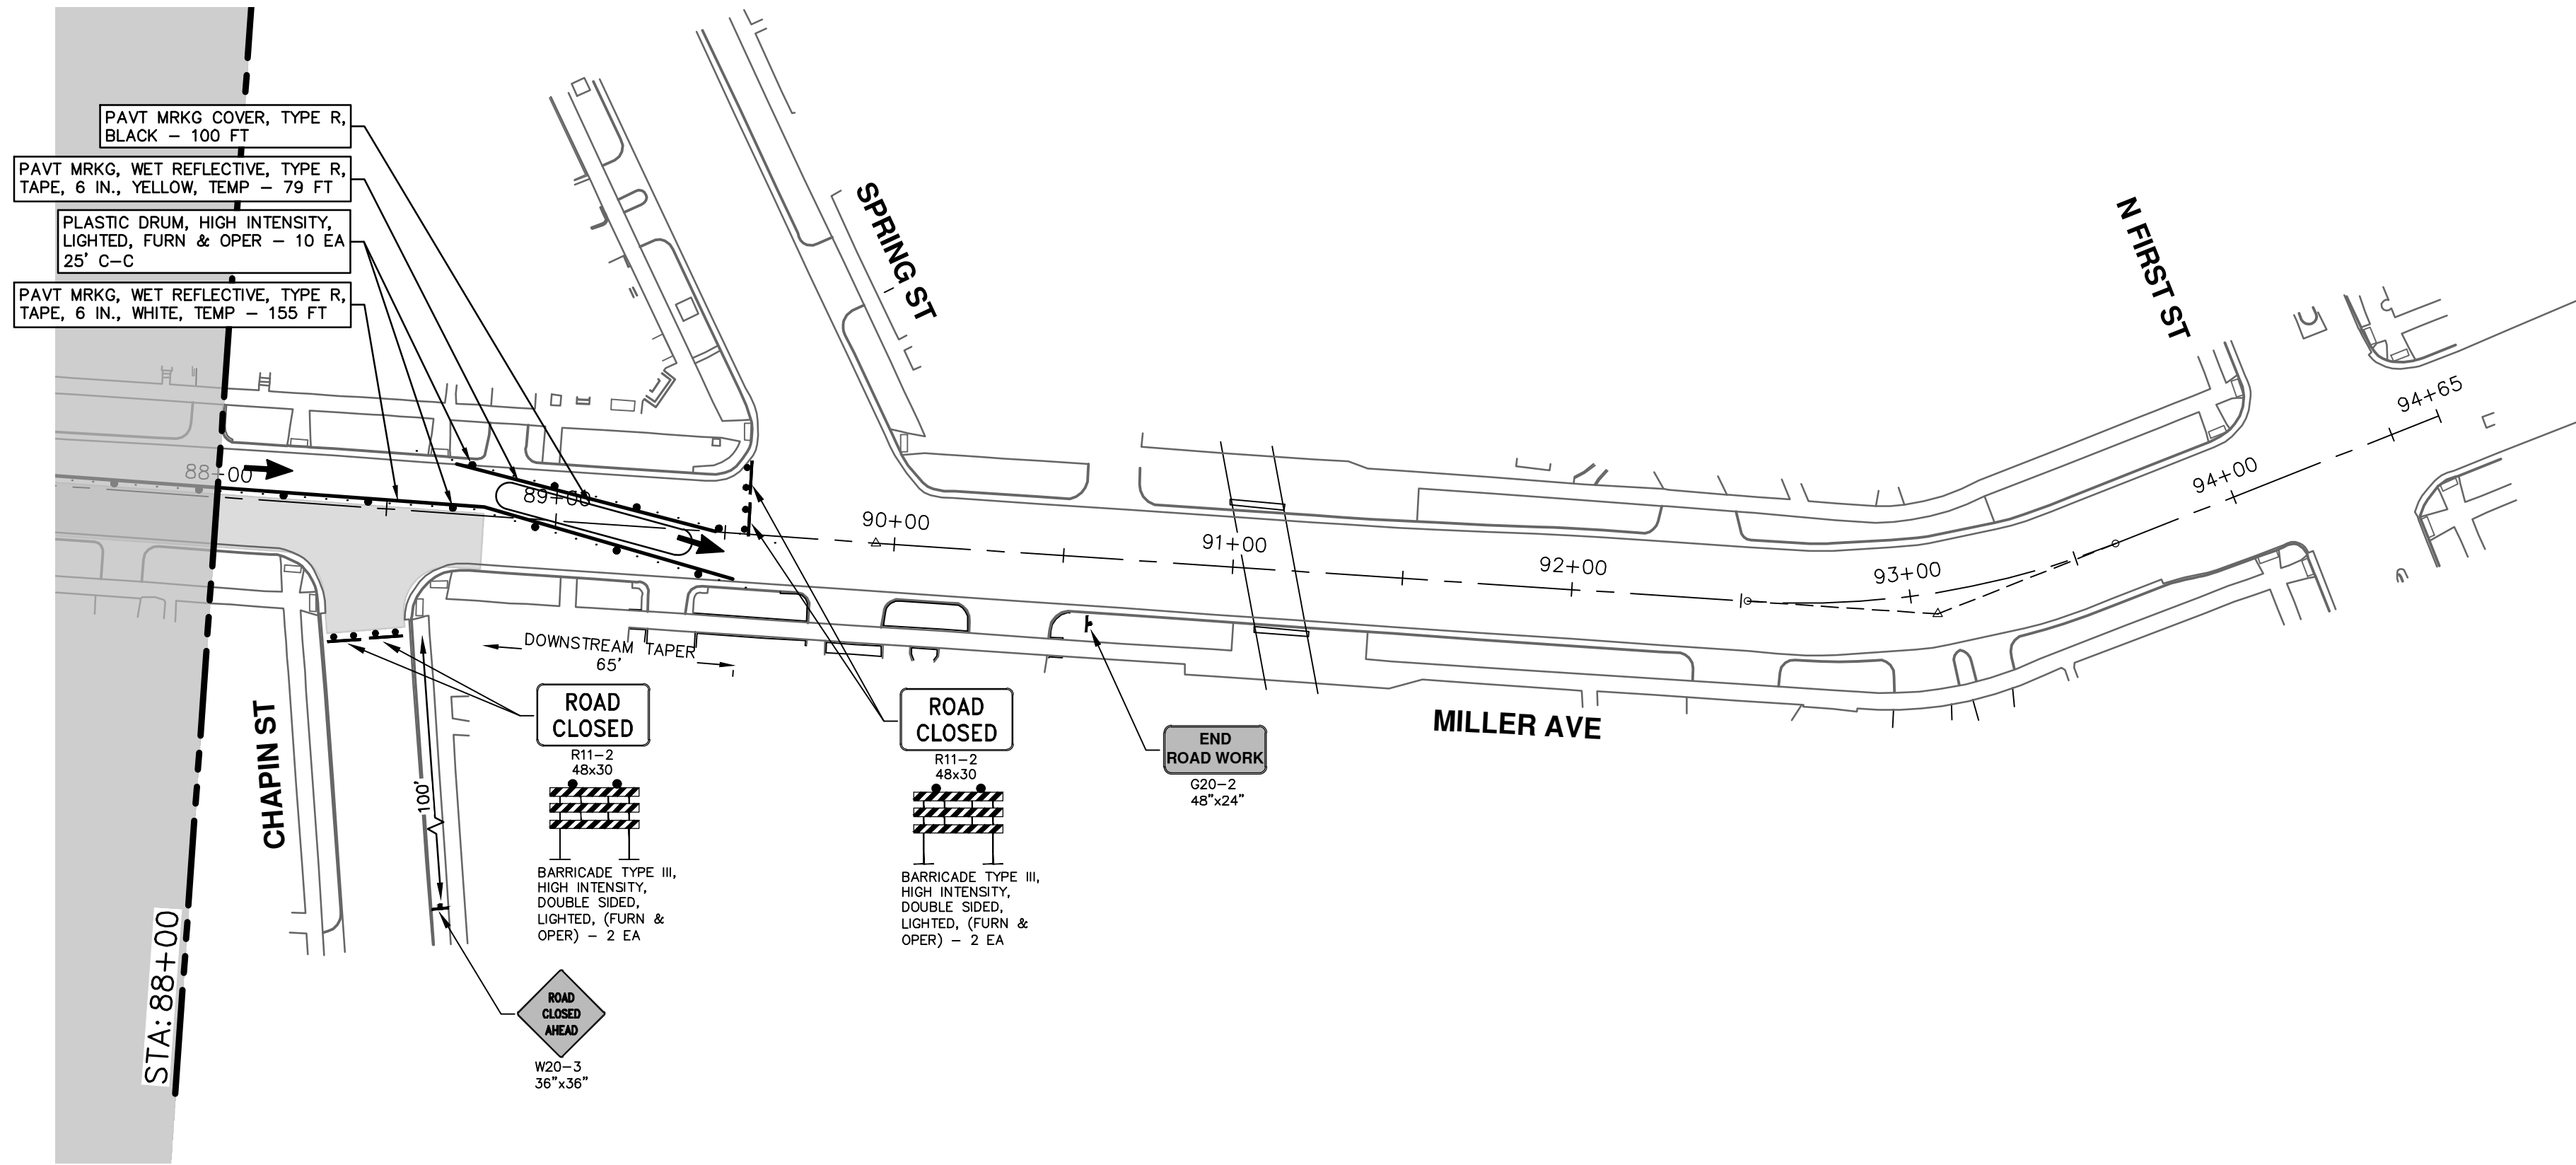 PAVT MRKG COVER, TYPE R,
BLACK – 100 FT
PAVT MRKG, WET REFLECTIVE, TYPE R,
TAPE, 6 IN., YELLOW, TEMP – 79 FT
PLASTIC DRUM, HIGH INTENSITY,
LIGHTED, FURN & OPER – 10 EA
25' C–C
PAVT MRKG, WET REFLECTIVE, TYPE R,
TAPE, 6 IN., WHITE, TEMP – 155 FT
SPRING ST
N FIRST ST
88+00
89+00
90+00
91+00
92+00
93+00
94+00
94+65
DOWNSTREAM TAPER
65'
CHAPIN ST
100'
MILLER AVE
STA: 88+00
ROAD
CLOSED
R11–2
48x30
BARRICADE TYPE III,
HIGH INTENSITY,
DOUBLE SIDED,
LIGHTED, (FURN &
OPER) – 2 EA
ROAD
CLOSED
AHEAD
W20–3
36"x36"
ROAD
CLOSED
R11–2
48x30
BARRICADE TYPE III,
HIGH INTENSITY,
DOUBLE SIDED,
LIGHTED, (FURN &
OPER) – 2 EA
END
ROAD WORK
G20–2
48"x24"